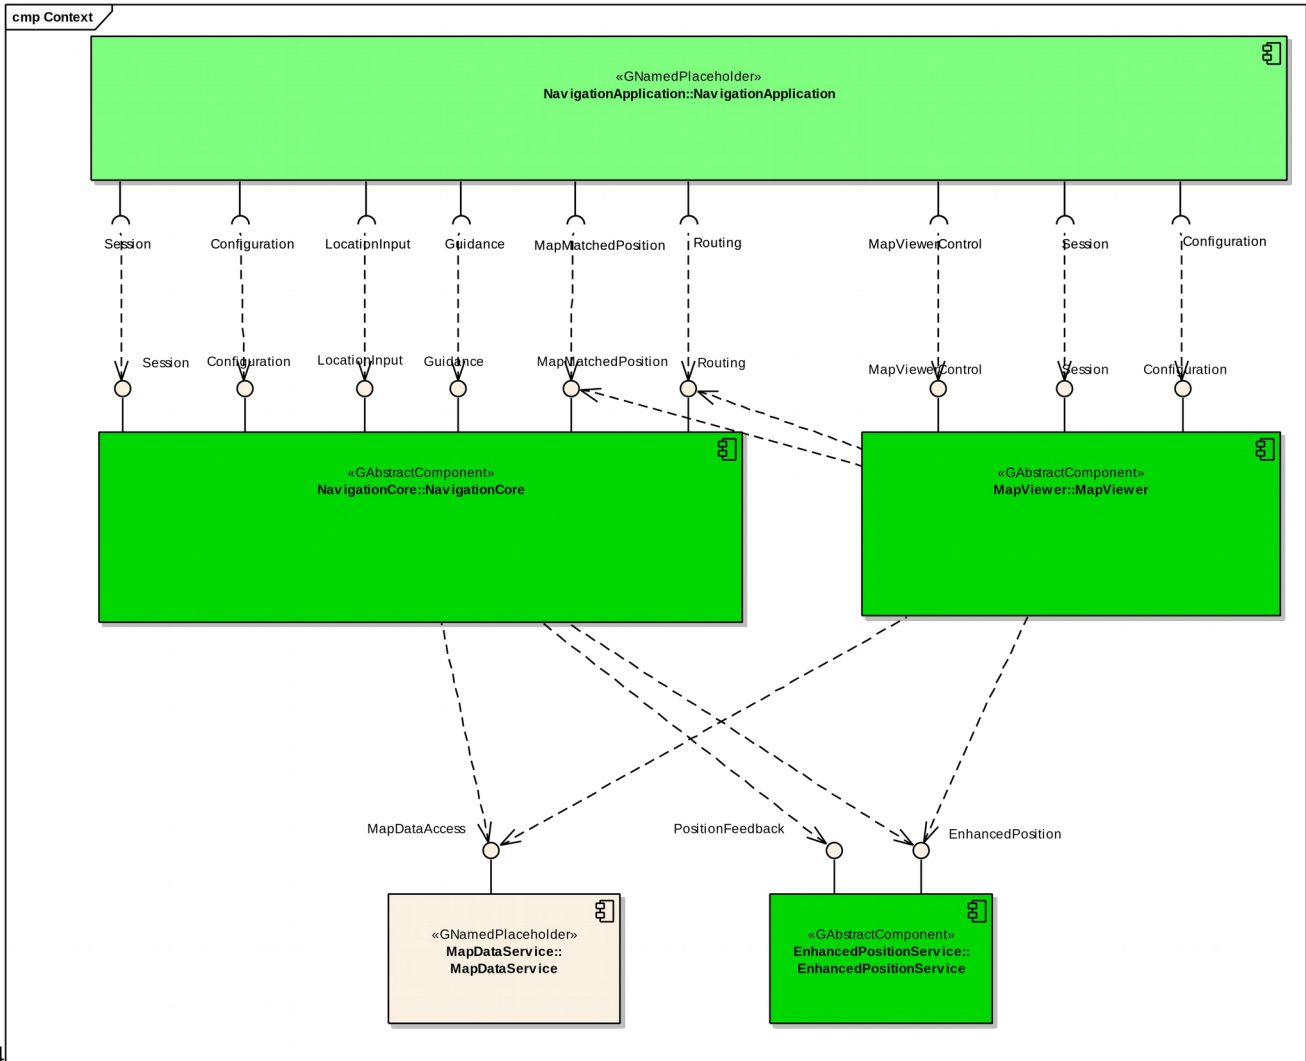 cmp Context
«GNamedPlaceholder»
NavigationApplication::NavigationApplication
Session
Configuration
LocationInput
Guidance
MapMatchedPosition
Routing
MapViewerControl
Session
Configuration
Session
Configuration
LocationInput
Guidance
MapMatchedPosition
Routing
MapViewerControl
Session
Configuration
«GAbstractComponent»
NavigationCore::NavigationCore
«GAbstractComponent»
MapViewer::MapViewer
MapDataAccess
PositionFeedback
EnhancedPosition
«GNamedPlaceholder»
MapDataService::
MapDataService
«GAbstractComponent»
EnhancedPositionService::
EnhancedPositionService